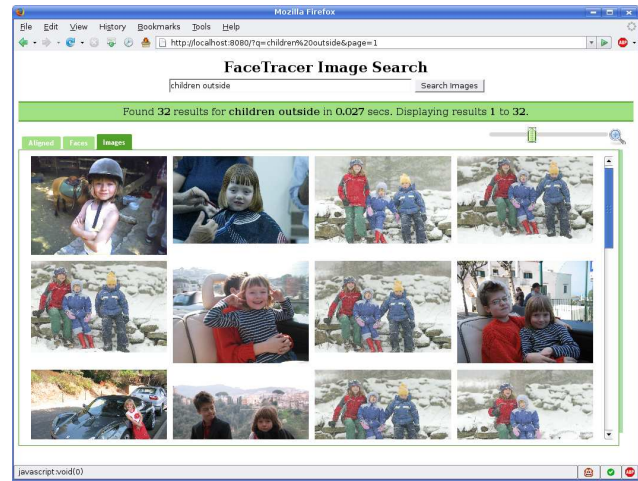 Mozilla Firefox
File Edit View History Bookmarks Tools Help
http://localhost:8080/?q=children%20outside&page=1
FaceTracer Image Search
children outside Search Images
Found 32 results for children outside in 0.027 secs. Displaying results 1 to 32.
Aligned Faces Images
javascript:void(0)
ABP